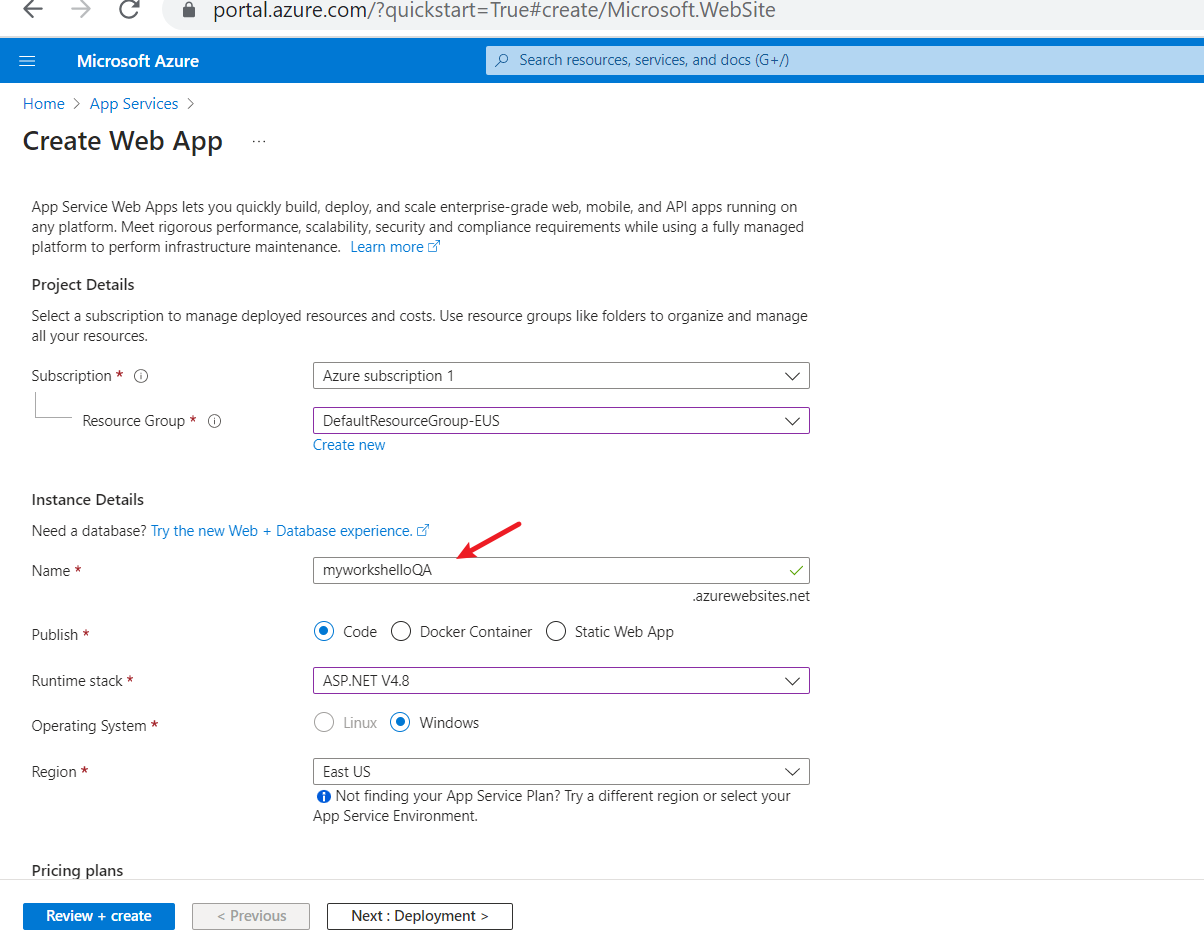 portal.azure.com/?quickstart=True#create/Microsoft.WebSite
Microsoft Azure
Search resources, services, and docs (G+/)
Home > App Services >
Create Web App ...
App Service Web Apps lets you quickly build, deploy, and scale enterprise-grade web, mobile, and API apps running on
any platform. Meet rigorous performance, scalability, security and compliance requirements while using a fully managed
platform to perform infrastructure maintenance. Learn more
Project Details
Select a subscription to manage deployed resources and costs. Use resource groups like folders to organize and manage
all your resources.
Subscription *
Azure subscription 1
Resource Group *
DefaultResourceGroup-EUS
Create new
Instance Details
Need a database? Try the new Web + Database experience.
Name *
myworkshelloQA
.azurewebsites.net
Publish *
Code Docker Container Static Web App
Runtime stack *
ASP.NET V4.8
Operating System *
Linux Windows
Region *
East US
Not finding your App Service Plan? Try a different region or select your
App Service Environment.
Pricing plans
Review + create
< Previous
Next : Deployment >